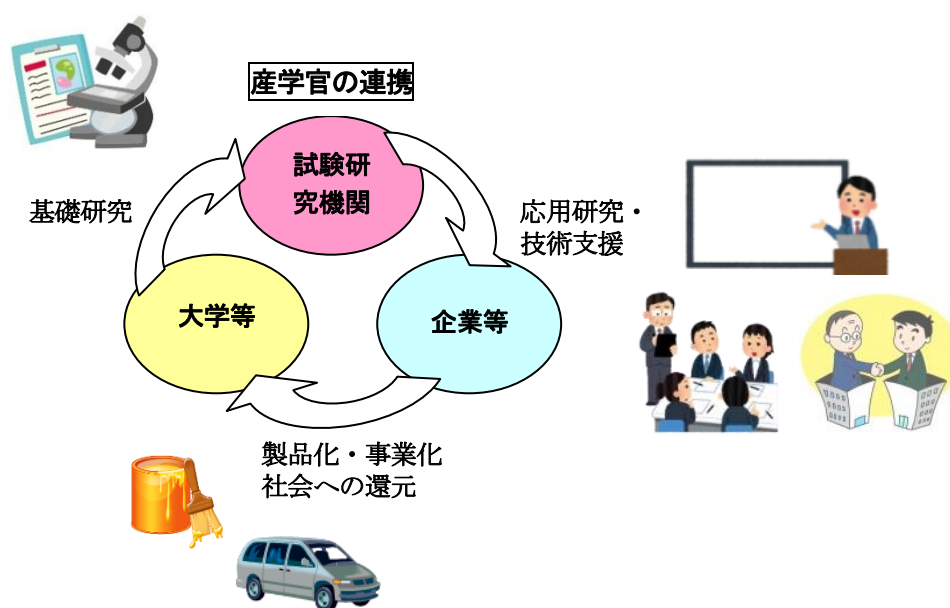 産学官の連携
試験研
究機関
基礎研究
応用研究・
技術支援
大学等
企業等
製品化・事業化
社会への還元